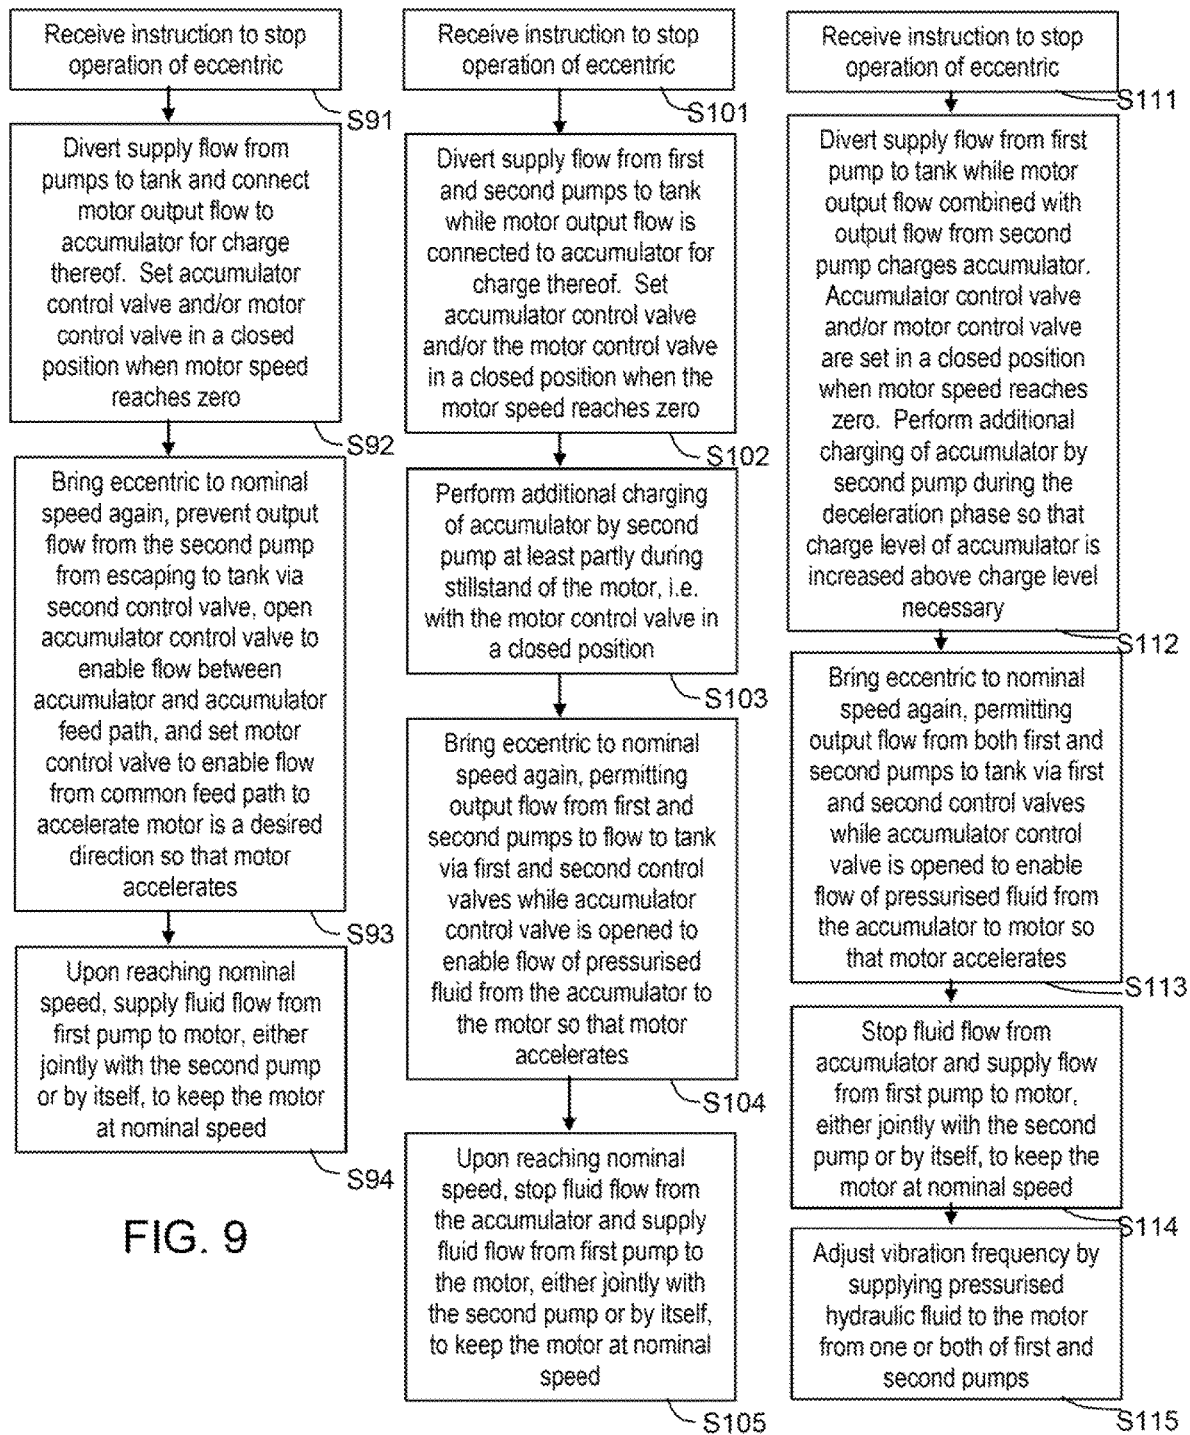 Receive instruction to stop
operation of eccentric
S91
Divert supply flow from
pumps to tank and connect
motor output flow to
accumulator for charge
thereof. Set accumulator
control valve and/or motor
control valve in a closed
position when motor speed
reaches zero
S92
Bring eccentric to nominal
speed again, prevent output
flow from the second pump
from escaping to tank via
second control valve, open
accumulator control valve to
enable flow between
accumulator and accumulator
feed path, and set motor
control valve to enable flow
from common feed path to
accelerate motor is a desired
direction so that motor
accelerates
S93
Upon reaching nominal
speed, supply fluid flow from
first pump to motor, either
jointly with the second pump
or by itself, to keep the motor
at nominal speed
S94
FIG. 9
Receive instruction to stop
operation of eccentric
S101
Divert supply flow from first
and second pumps to tank
while motor output flow is
connected to accumulator for
charge thereof. Set
accumulator control valve
and/or the motor control valve
in a closed position when the
motor speed reaches zero
S102
Perform additional charging
of accumulator by second
pump at least partly during
stillstand of the motor, i.e.
with the motor control valve in
a closed position
S103
Bring eccentric to nominal
speed again, permitting
output flow from first and
second pumps to flow to tank
via first and second control
valves while accumulator
control valve is opened to
enable flow of pressurised
fluid from the accumulator to
the motor so that motor
accelerates
S104
Upon reaching nominal
speed, stop fluid flow from
the accumulator and supply
fluid flow from first pump to
the motor, either jointly with
the second pump or by itself,
to keep the motor at nominal
speed
S105
Receive instruction to stop
operation of eccentric
S111
Divert supply flow from first
pump to tank while motor
output flow combined with
output flow from second
pump charges accumulator.
Accumulator control valve
and/or motor control valve
are set in a closed position
when motor speed reaches
zero. Perform additional
charging of accumulator by
second pump during the
deceleration phase so that
charge level of accumulator is
increased above charge level
necessary
S112
Bring eccentric to nominal
speed again, permitting
output flow from both first and
second pumps to tank via first
and second control valves
while accumulator control
valve is opened to enable
flow of pressurised fluid from
the accumulator to motor so
that motor accelerates
S113
Stop fluid flow from
accumulator and supply flow
from first pump to motor,
either jointly with the second
pump or by itself, to keep the
motor at nominal speed
S114
Adjust vibration frequency by
supplying pressurised
hydraulic fluid to the motor
from one or both of first and
second pumps
S115